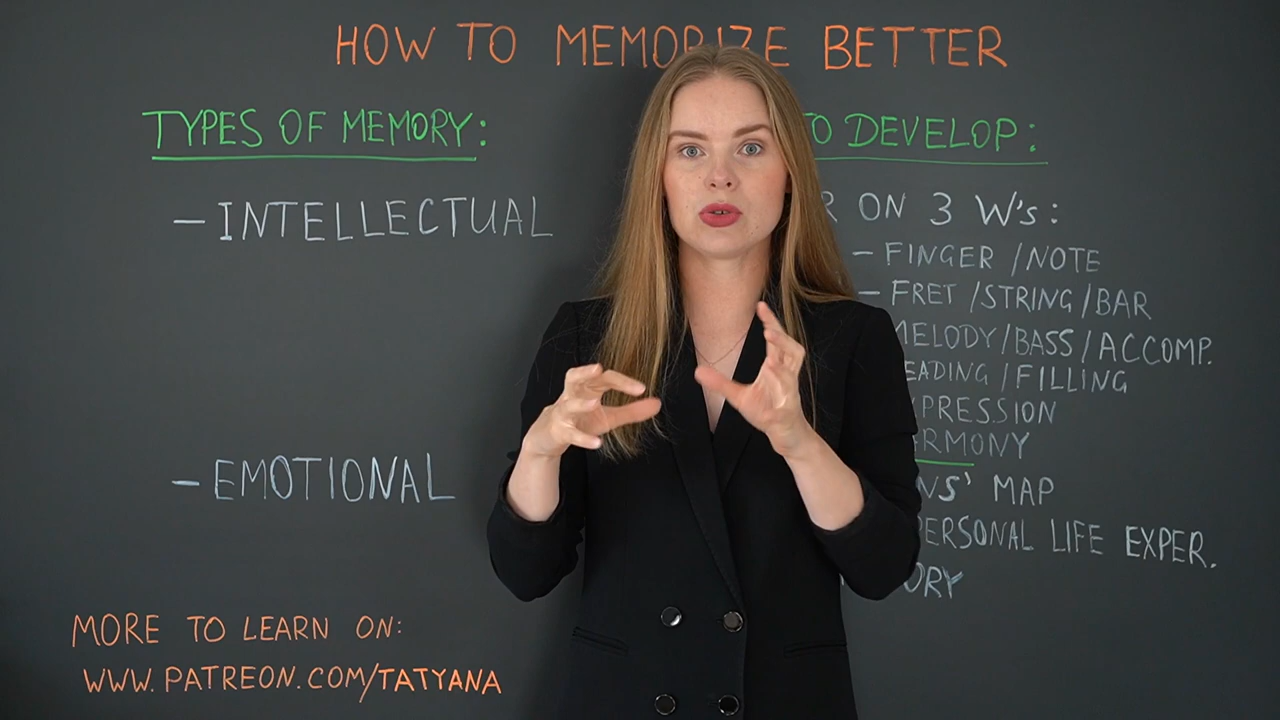 HOW TO MEMORIZE BETTER
TYPES OF MEMORY:
- INTELLECTUAL
- EMOTIONAL
MORE TO LEARN ON:
WWW.PATREON.COM/TATYANA
TO DEVELOP:
ON 3 W's:
- FINGER / NOTE
- FRET / STRING / BAR
MELODY / BASS / ACCOMP.
/ FILLING
MAP
PERSONAL LIFE EXPER.